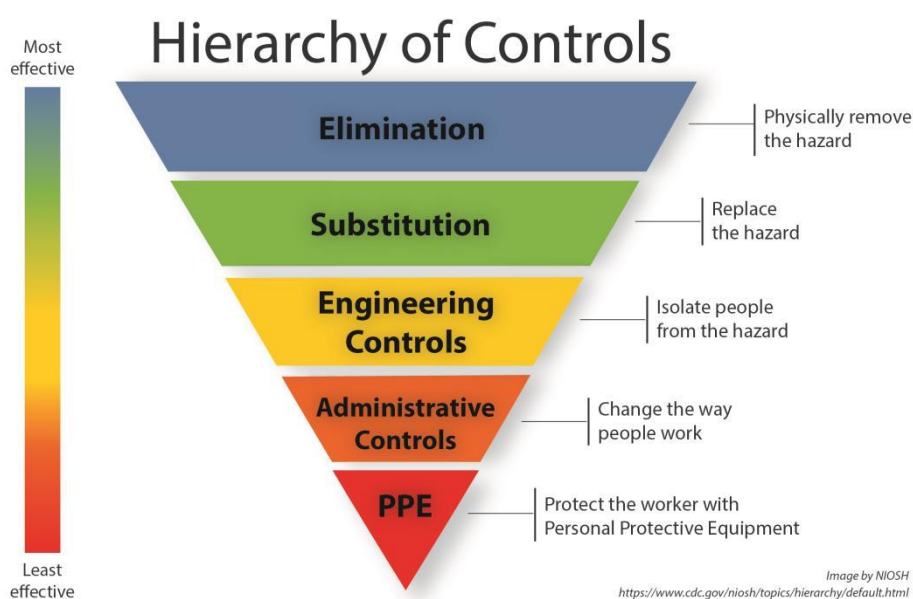 Hierarchy of Controls
Most
effective
Elimination
Physically remove
the hazard
Substitution
Replace
the hazard
Engineering
Controls
Isolate people
from the hazard
Administrative
Controls
Change the way
people work
PPE
Protect the worker with
Personal Protective Equipment
Least
effective
Image by NIOSH
https://www.cdc.gov/niosh/topics/hierarchy/default.html